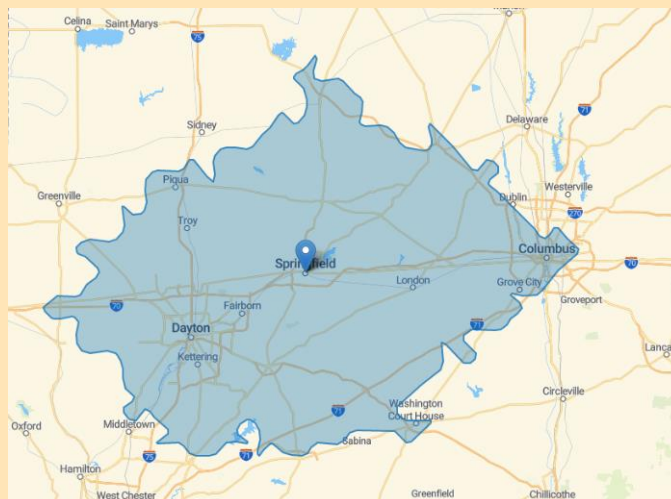 Celina
Saint Marys
75
Sidney
Delaware
71
Greenville
Piqua
Troy
Dublin
Westerville
270
Columbus
70
Springfield
London
Grove City
Groveport
70
Fairborn
Dayton
71
Kettering
Lanca
Washington
Court House
Circleville
71
Oxford
Middletown
Sabina
75
71
Hamilton
West Chester
Greenfield
Chillicothe